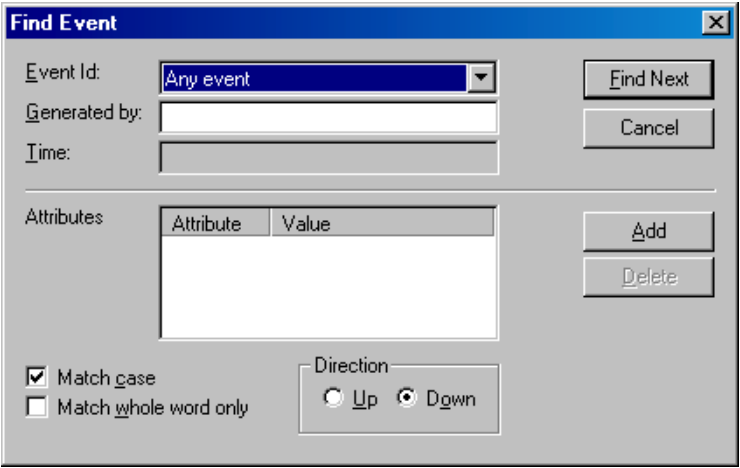 Find Event
Event Id: Any event Find Next
Generated by: Cancel
Time:
Attributes Attribute Value Add
Delete
Match case Direction
Match whole word only Up Down